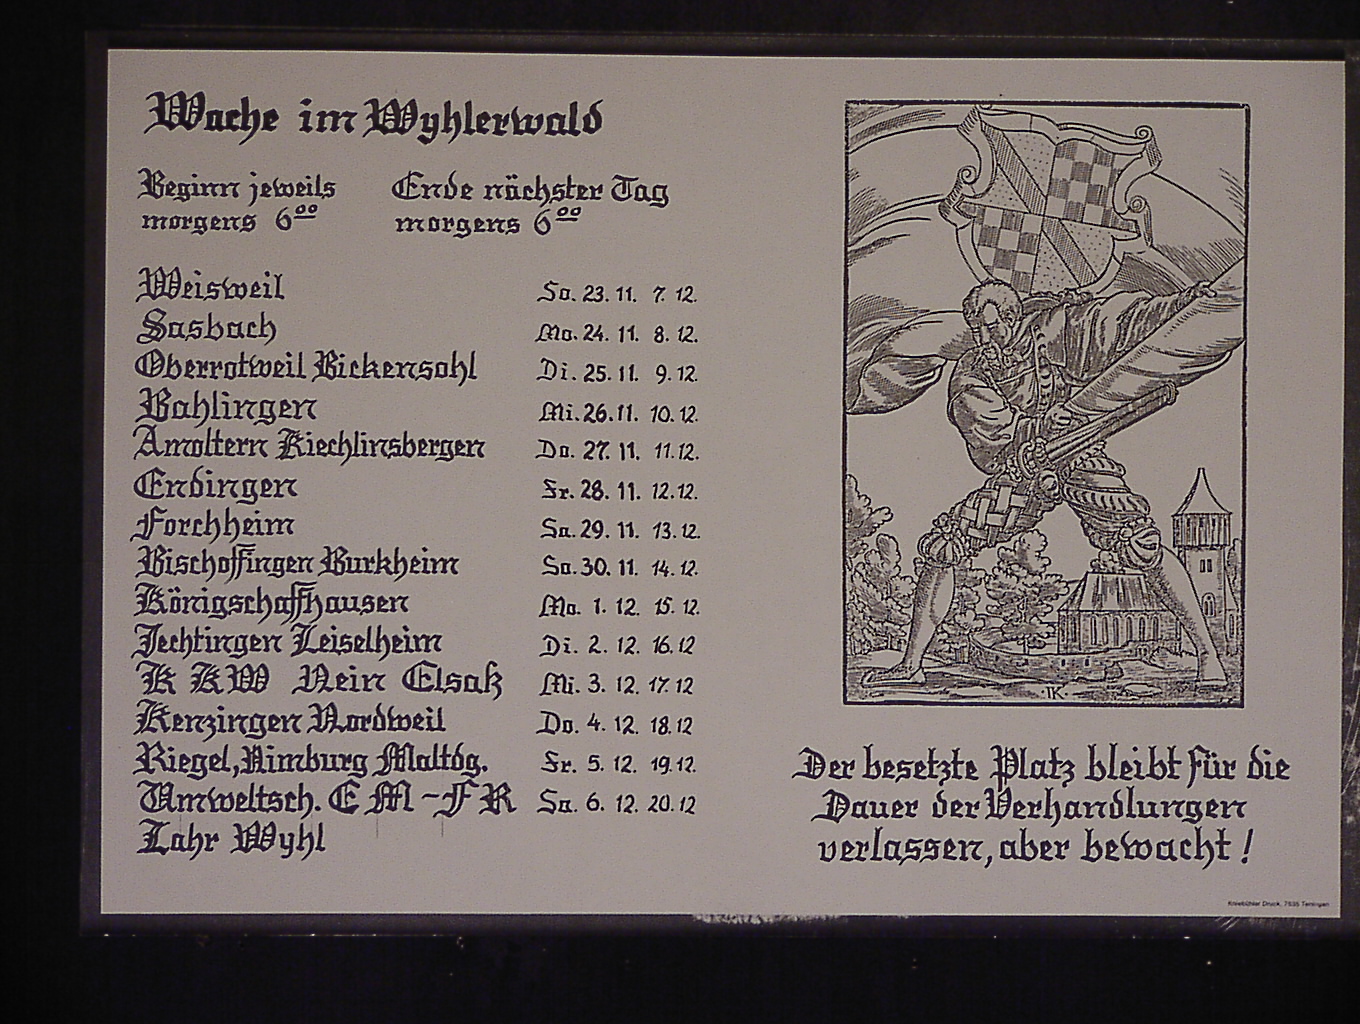 Wache im Wyhlerwald
Beginn jeweils Ende nächster Tag
morgens 6⁰⁰ morgens 6⁰⁰
Weisweil So. 23. 11. 7. 12.
Sasbach Mo. 24. 11. 8. 12.
Oberrotweil Bickensohl Di. 25. 11. 9. 12.
Bahlingen Mi. 26. 11. 10. 12.
Amoltern Kiechlinsbergen Do. 27. 11. 11. 12.
Endingen Fr. 28. 11. 12. 12.
Forchheim Sa. 29. 11. 13. 12.
Bischoffingen Burkheim So. 30. 11. 14. 12.
Königschaffhausen Mo. 1. 12. 15. 12.
Jechtingen Leiselheim Di. 2. 12. 16. 12
K KW Nein Elsaß Mi. 3. 12. 17. 12
Kenzingen Nordweil Do. 4. 12. 18. 12
Riegel, Nimburg Maltdg. Fr. 5. 12. 19. 12.
Umweltsch. E M - F R Sa. 6. 12. 20. 12
Lahr Wyhl
IK
Der besetzte Platz bleibt für die
Dauer der Verhandlungen
verlassen, aber bewacht!
Druck, 7835 Teningen